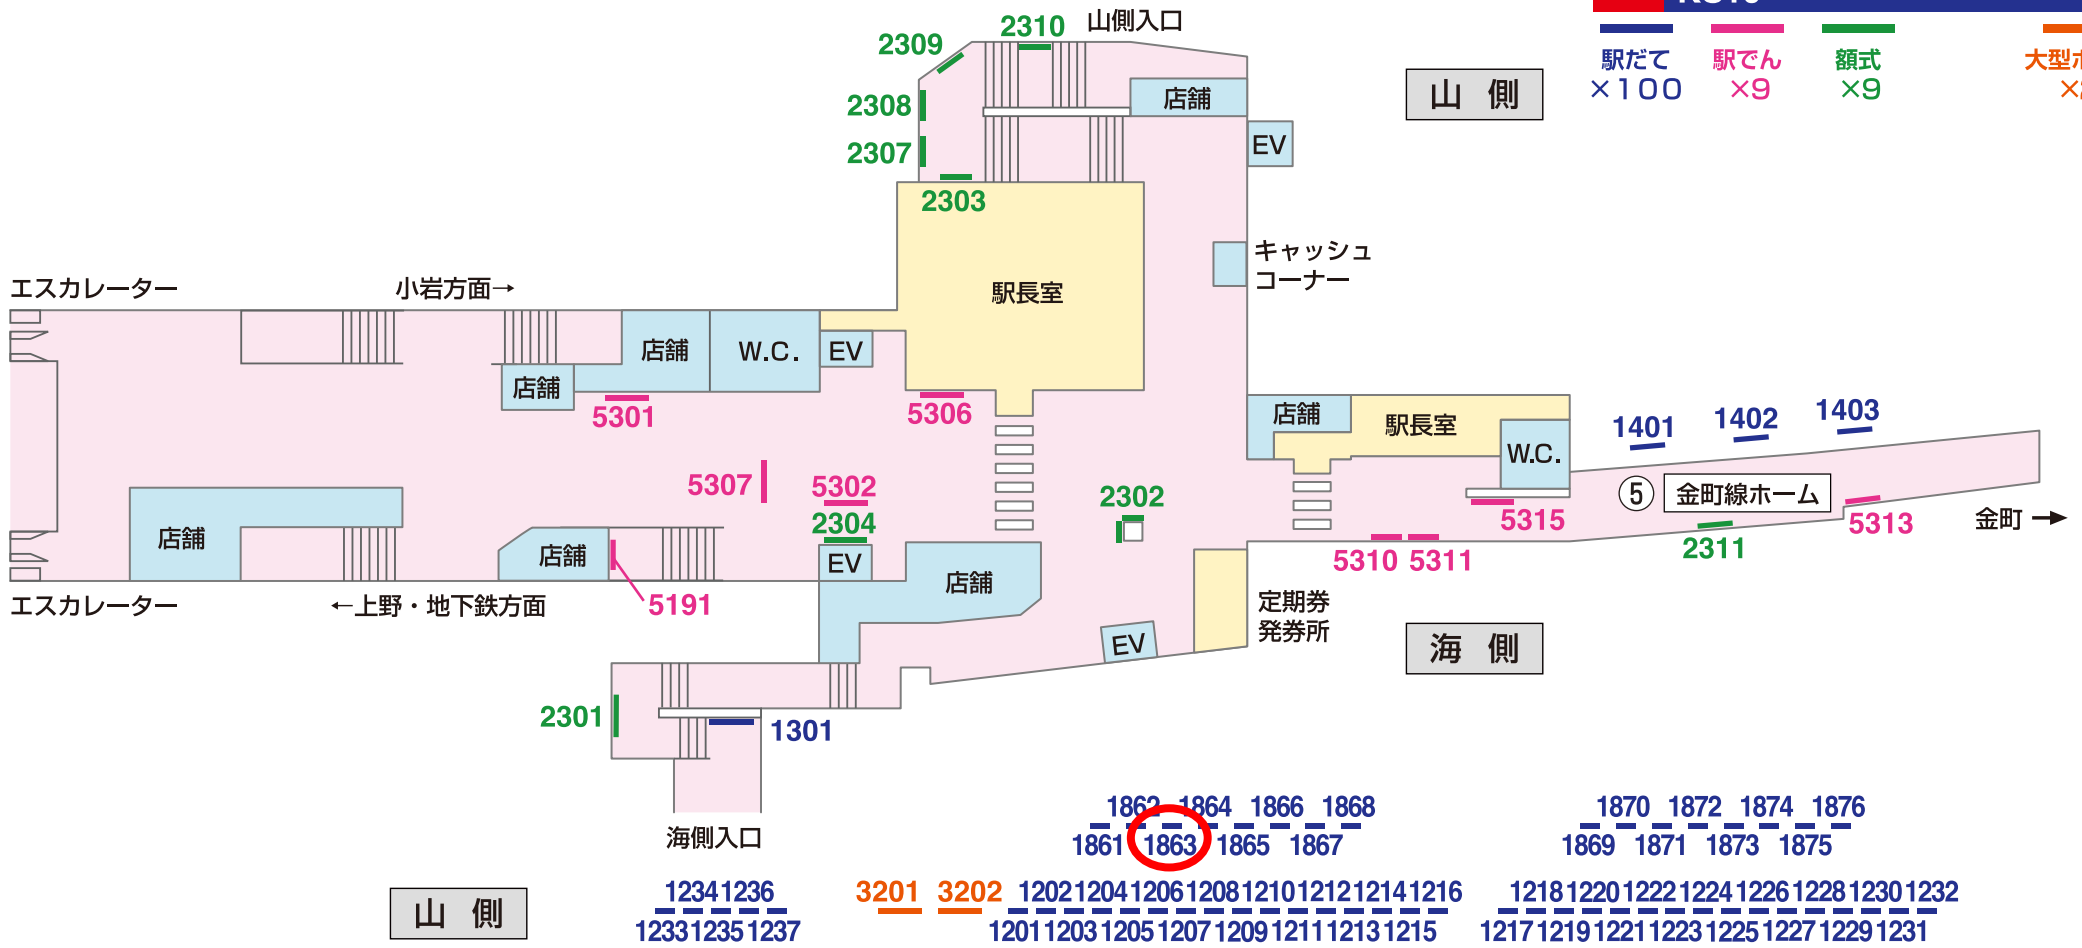 駅だて
×100
駅でん
×9
額式
×9
山側入口
2310
2309
2308
2307
2303
店舗
EV
山 側
キャッシュ
コーナー
駅長室
エスカレーター
小岩方面→
店舗
W.C.
EV
店舗
5301
5306
店舗
駅長室
W.C.
1401
1402
1403
5307
5302
2304
2302
5315
⑤
金町線ホーム
5313
金町 →
2311
5310
5311
店舗
店舗
EV
店舗
5191
エスカレーター
←上野・地下鉄方面
定期券
発券所
EV
海 側
2301
1301
海側入口
1862 1864 1866 1868
1861 1863 1865 1867
1870 1872 1874 1876
1869 1871 1873 1875
山 側
1234 1236
1233 1235 1237
3201 3202
1202 1204 1206 1208 1210 1212 1214 1216
1201 1203 1205 1207 1209 1211 1213 1215
1218 1220 1222 1224 1226 1228 1230 1232
1217 1219 1221 1223 1225 1227 1229 1231